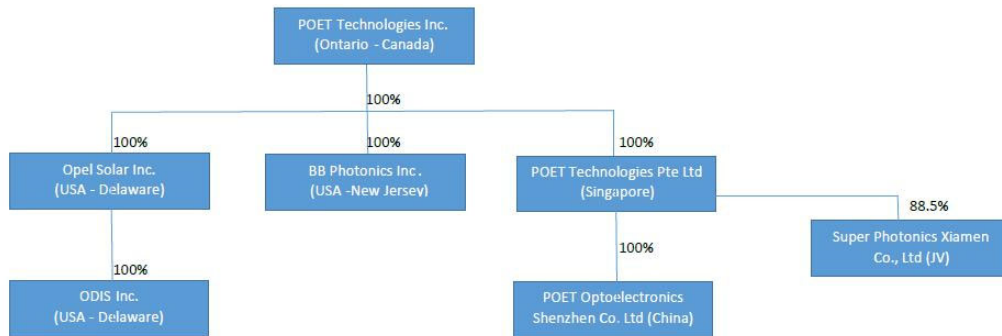 POET Technologies Inc.
(Ontario - Canada)
100%
100%
100%
100%
Opel Solar Inc.
(USA - Delaware)
BB Photonics Inc.
(USA -New Jersey)
POET Technologies Pte Ltd
(Singapore)
88.5%
Super Photonics Xiamen
Co., Ltd (JV)
100%
100%
ODIS Inc.
(USA - Delaware)
POET Optoelectronics
Shenzhen Co. Ltd (China)